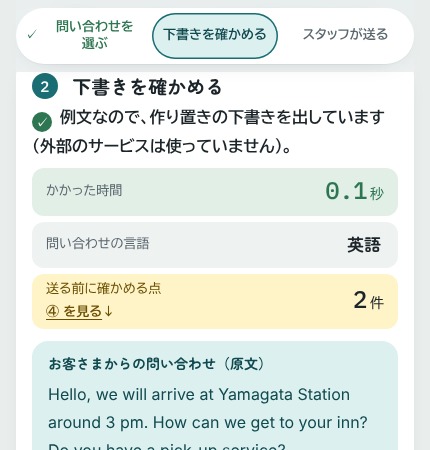 ✓ 問い合わせを
選ぶ
下書きを確かめる
スタッフが送る
2 下書きを確かめる
✓ 例文なので、作り置きの下書きを出しています
（外部のサービスは使っていません）。
かかった時間
0.1秒
問い合わせの言語
英語
送る前に確かめる点
④ を見る↓
2件
お客さまからの問い合わせ（原文）
Hello, we will arrive at Yamagata Station
around 3 pm. How can we get to your inn?
Do you have a pick-up service?